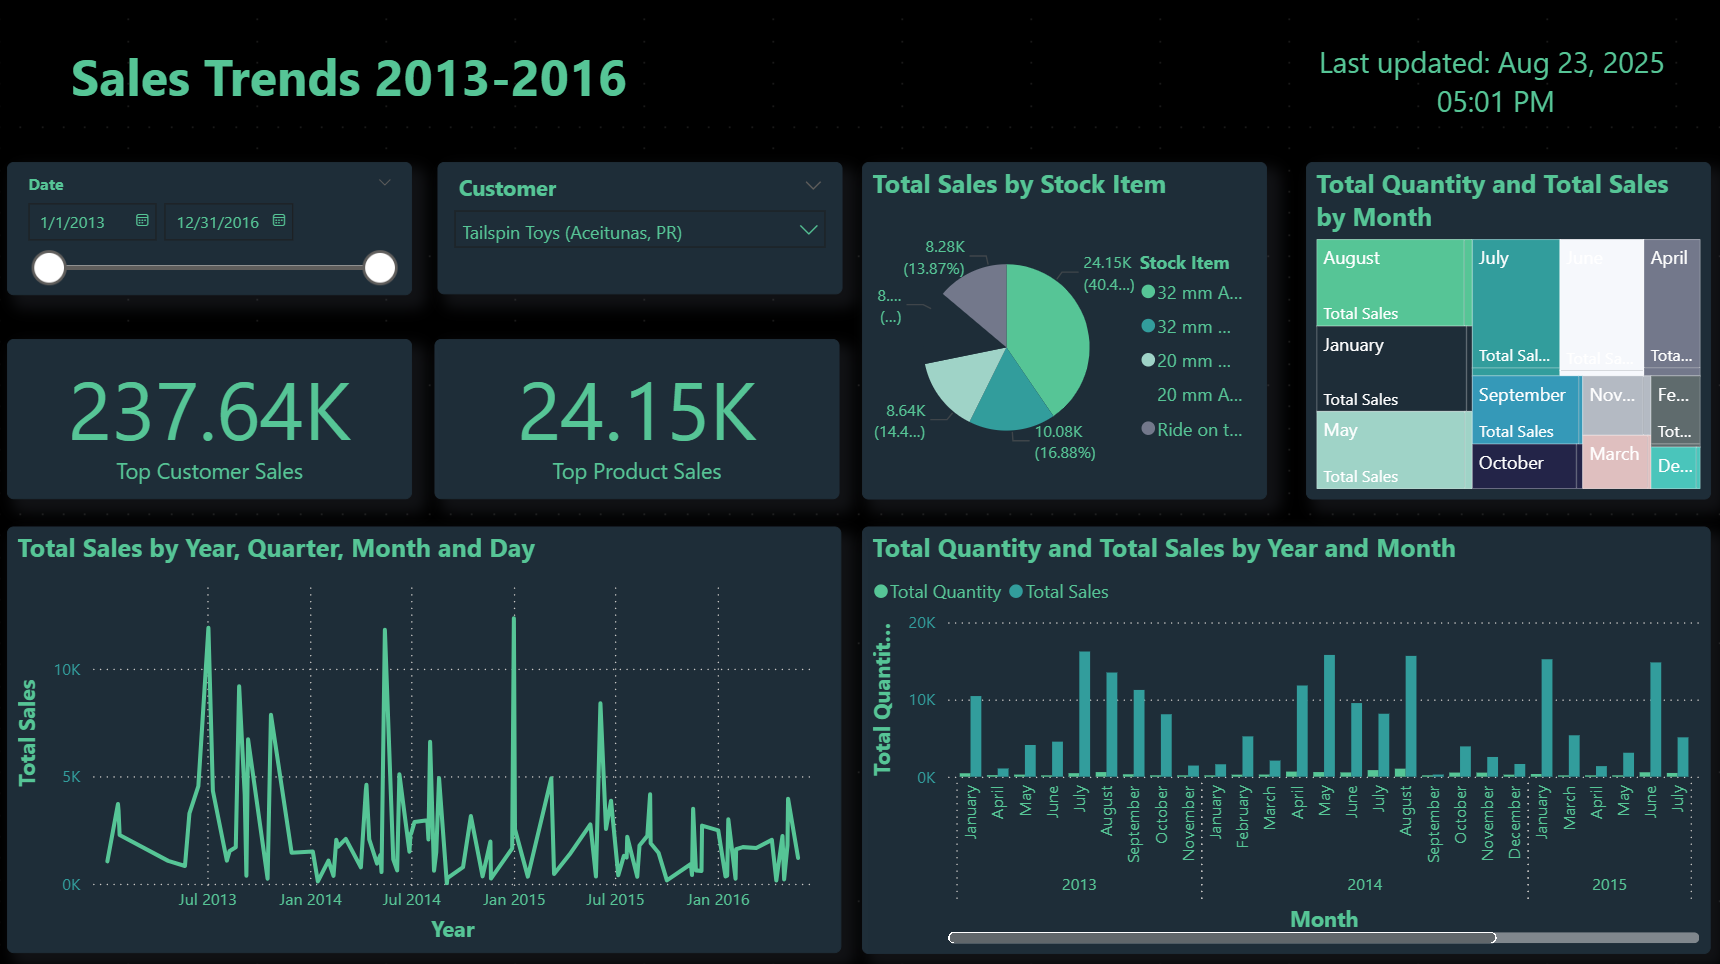 Sales Trends 2013-2016
Last updated: Aug 23, 2025
05:01 PM
Date
1/1/2013
12/31/2016
Customer
Tailspin Toys (Aceitunas, PR)
237.64K
Top Customer Sales
24.15K
Top Product Sales
Total Sales by Stock Item
8.28K
(13.87%)
8....
(...)
8.64K
(14.4...)
10.08K
(16.88%)
24.15K
(40.4...)
Stock Item
32 mm A...
32 mm ...
20 mm ...
20 mm A...
Ride on t...
Total Quantity and Total Sales
by Month
August
Total Sales
January
Total Sales
May
Total Sales
July
Total Sal...
June
Total Sa...
April
Tota...
September
Total Sales
October
Nov...
March
Fe...
Tot...
De...
Total Sales by Year, Quarter, Month and Day
Total Sales
10K
5K
0K
Jul 2013
Jan 2014
Jul 2014
Jan 2015
Jul 2015
Jan 2016
Year
Total Quantity and Total Sales by Year and Month
Total Quantity
Total Sales
Total Quantit...
20K
10K
0K
January
April
May
June
July
August
September
October
November
January
February
March
April
May
June
July
August
September
October
November
December
January
March
April
May
June
July
2013
2014
2015
Month